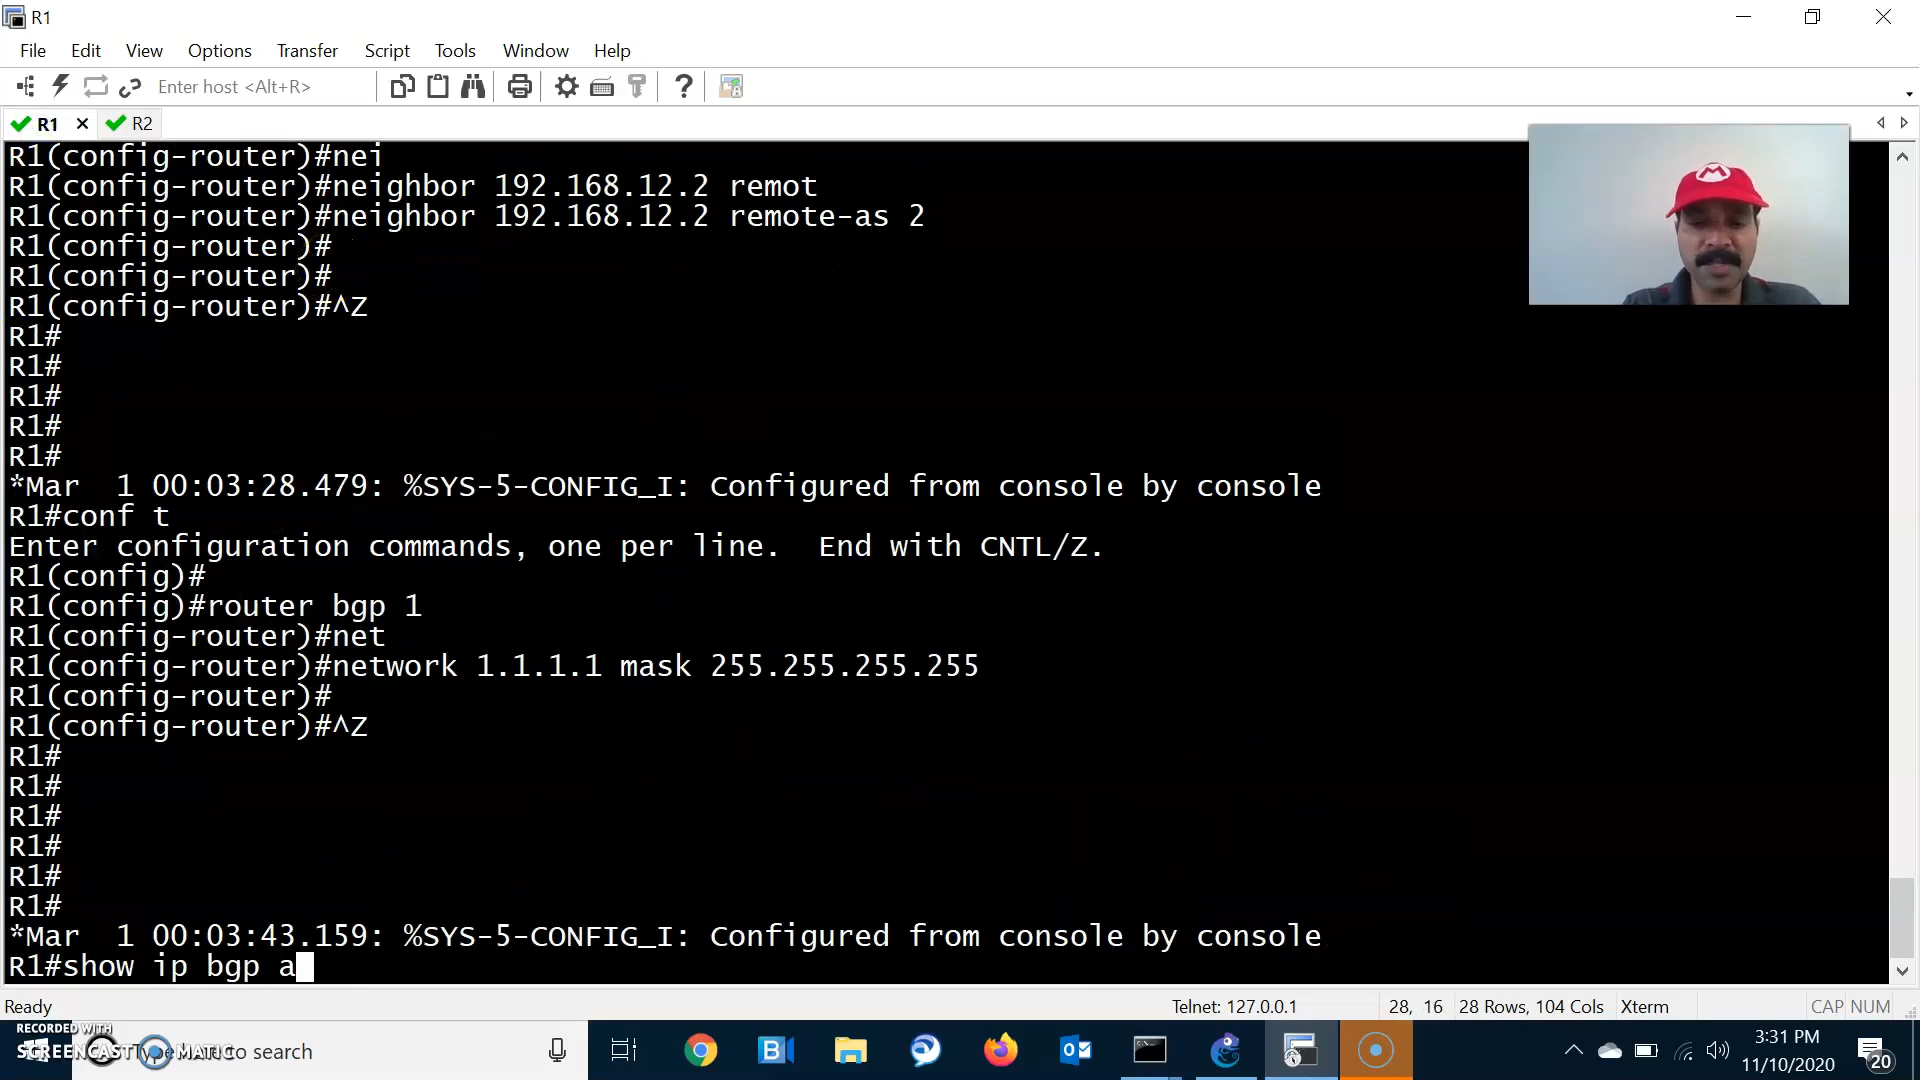 R1
File Edit View Options Transfer Script Tools Window Help
Enter host <Alt+R>
R1 R2
R1(config-router)#nei
R1(config-router)#neighbor 192.168.12.2 remot
R1(config-router)#neighbor 192.168.12.2 remote-as 2
R1(config-router)#
R1(config-router)#
R1(config-router)#^Z
R1#
R1#
R1#
R1#
R1#
*Mar  1 00:03:28.479: %SYS-5-CONFIG_I: Configured from console by console
R1#conf t
Enter configuration commands, one per line.  End with CNTL/Z.
R1(config)#
R1(config)#router bgp 1
R1(config-router)#net
R1(config-router)#network 1.1.1.1 mask 255.255.255.255
R1(config-router)#
R1(config-router)#^Z
R1#
R1#
R1#
R1#
R1#
R1#
*Mar  1 00:03:43.159: %SYS-5-CONFIG_I: Configured from console by console
R1#show ip bgp a
Ready Telnet: 127.0.0.1 28, 16 28 Rows, 104 Cols Xterm CAP NUM
RECORDED WITH
SCREENCAST MATIC
to search
3:31 PM
11/10/2020
20